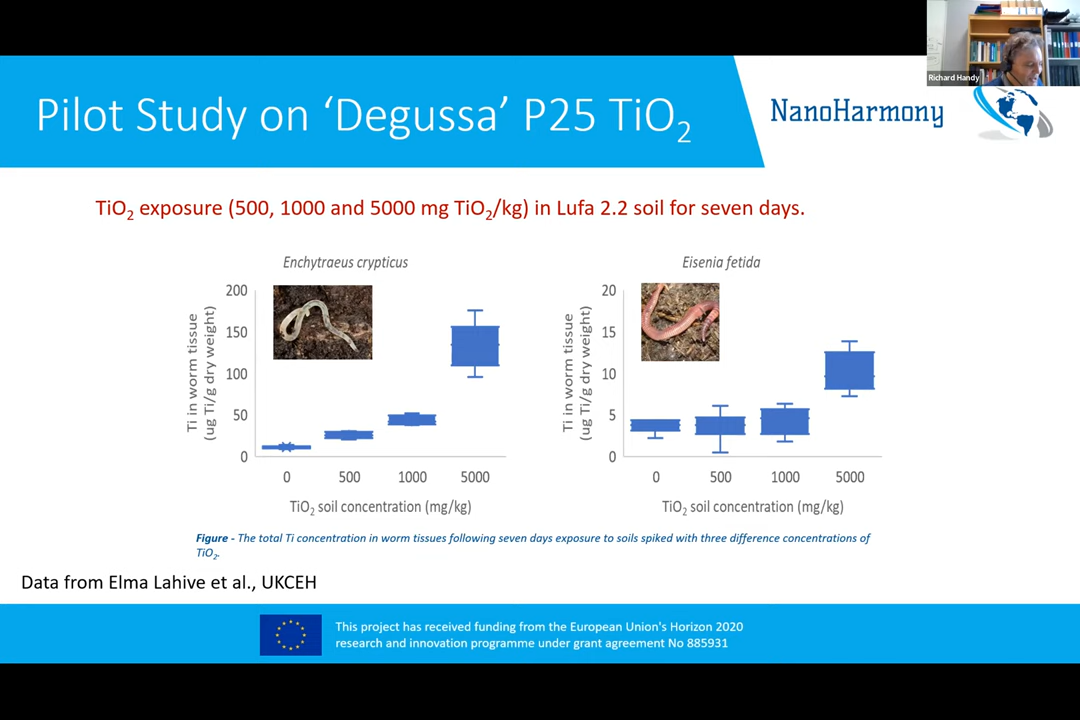 Richard Handy
Pilot Study on ‘Degussa’ P25 TiO₂
NanoHarmony
TiO₂ exposure (500, 1000 and 5000 mg TiO₂/kg) in Lufa 2.2 soil for seven days.
Enchytraeus crypticus
Ti in worm tissue
(ug Ti/g dry weight)
200
150
100
50
0
0 500 1000 5000
TiO₂ soil concentration (mg/kg)
Eisenia fetida
Ti in worm tissue
(ug Ti/g dry weight)
20
15
10
5
0
0 500 1000 5000
TiO₂ soil concentration (mg/kg)
Figure - The total Ti concentration in worm tissues following seven days exposure to soils spiked with three difference concentrations of
TiO₂.
Data from Elma Lahive et al., UKCEH
This project has received funding from the European Union's Horizon 2020
research and innovation programme under grant agreement No 885931